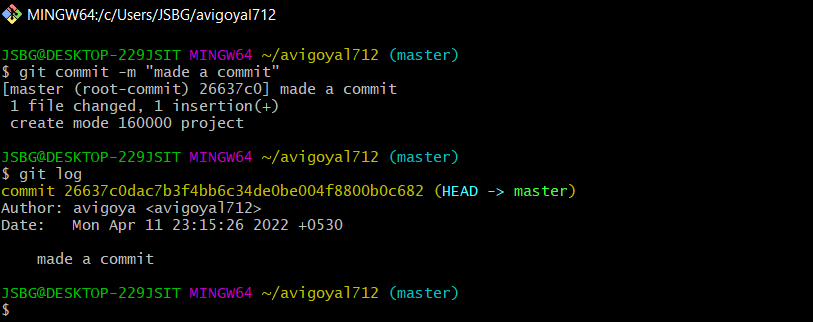 MINGW64:/c/Users/JSBG/avigoyal712
JSBG@DESKTOP-229JSIT MINGW64 ~/avigoyal712 (master)
$ git commit -m "made a commit"
[master (root-commit) 26637c0] made a commit
 1 file changed, 1 insertion(+)
 create mode 160000 project
JSBG@DESKTOP-229JSIT MINGW64 ~/avigoyal712 (master)
$ git log
commit 26637c0dac7b3f4bb6c34de0be004f8800b0c682 (HEAD -> master)
Author: avigoya <avigoyal712>
Date:   Mon Apr 11 23:15:26 2022 +0530
    made a commit
JSBG@DESKTOP-229JSIT MINGW64 ~/avigoyal712 (master)
$